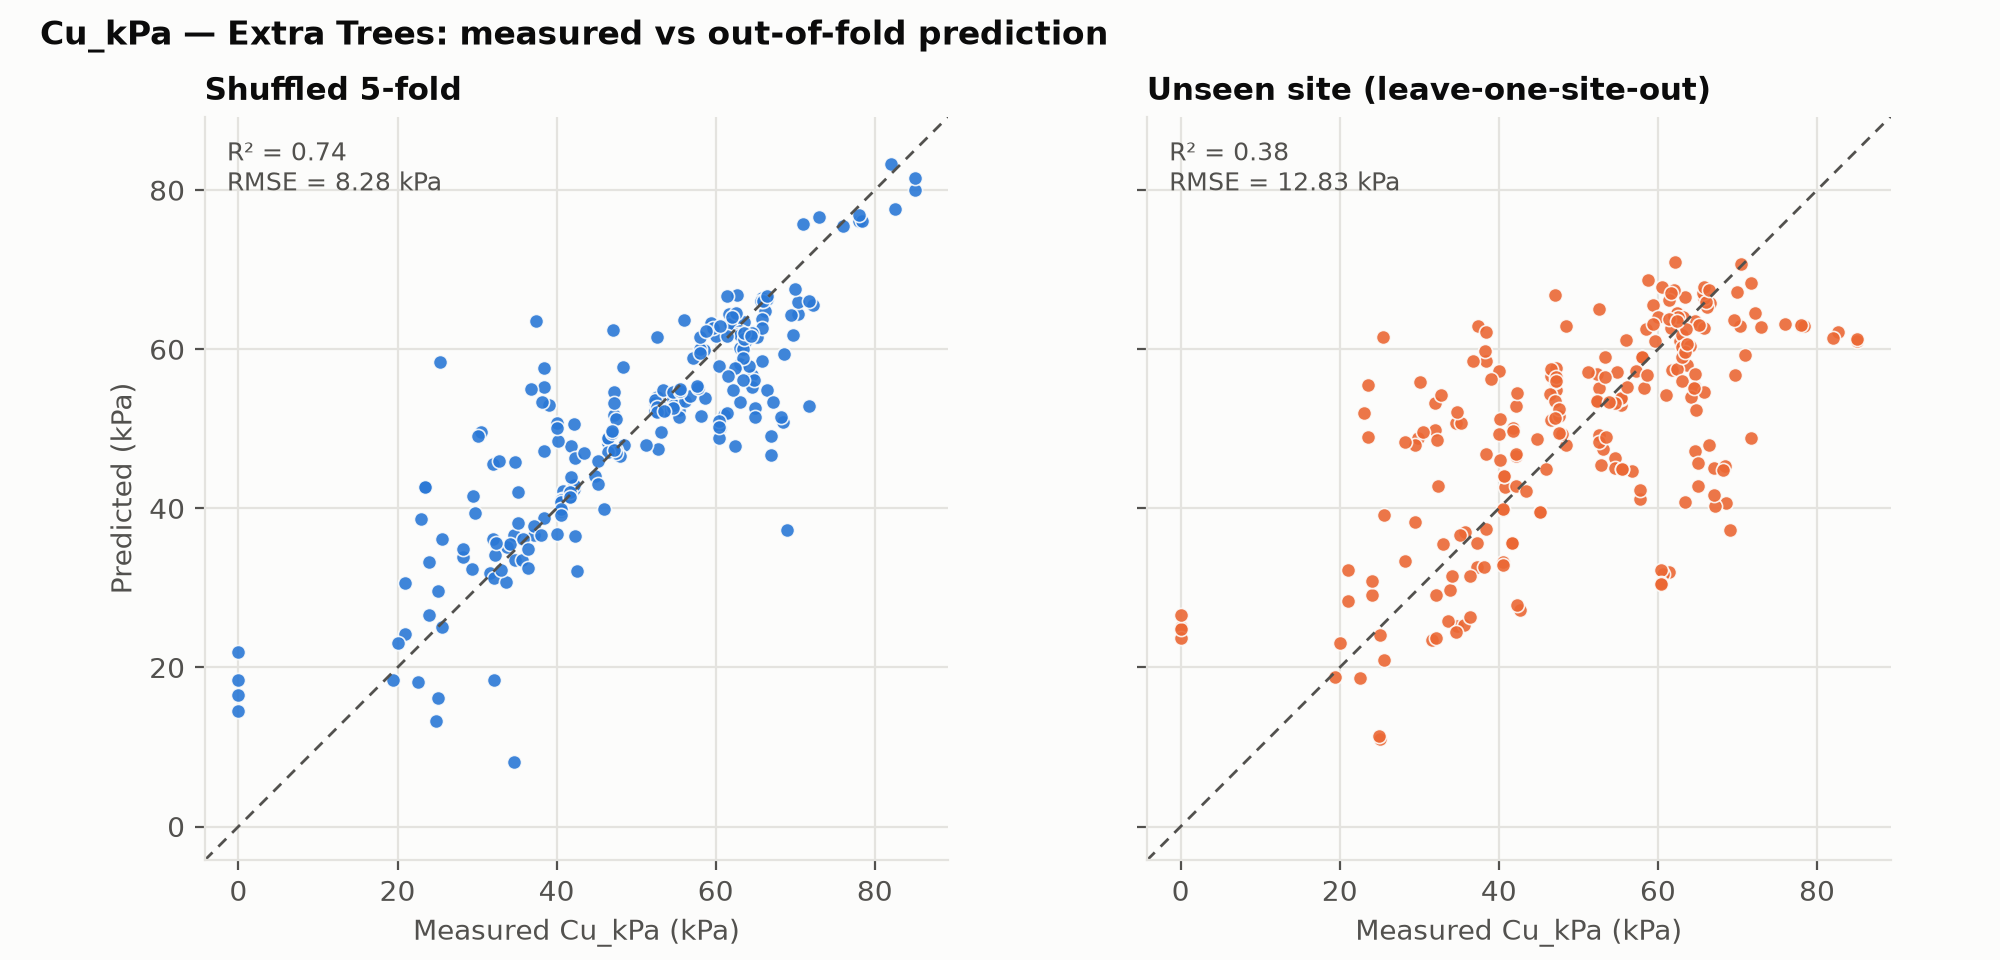 Cu_kPa — Extra Trees: measured vs out-of-fold prediction
Shuffled 5-fold
R² = 0.74
RMSE = 8.28 kPa
80
60
40
20
0
Predicted (kPa)
0 20 40 60 80
Measured Cu_kPa (kPa)
Unseen site (leave-one-site-out)
R² = 0.38
RMSE = 12.83 kPa
0 20 40 60 80
Measured Cu_kPa (kPa)